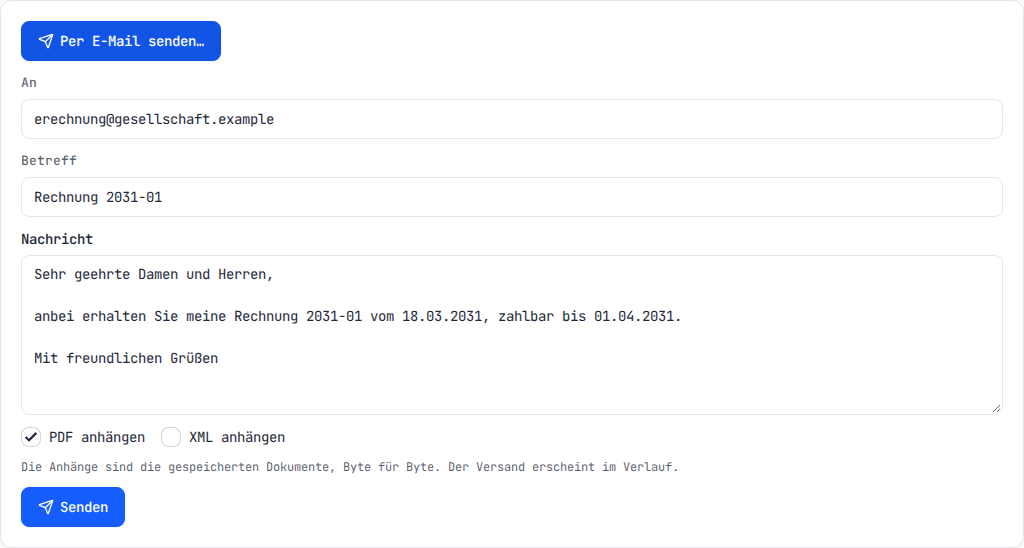 Per E-Mail senden…
An
erechnung@gesellschaft.example
Betreff
Rechnung 2031-01
Nachricht
Sehr geehrte Damen und Herren,
anbei erhalten Sie meine Rechnung 2031-01 vom 18.03.2031, zahlbar bis 01.04.2031.
Mit freundlichen Grüßen
PDF anhängen XML anhängen
Die Anhänge sind die gespeicherten Dokumente, Byte für Byte. Der Versand erscheint im Verlauf.
Senden